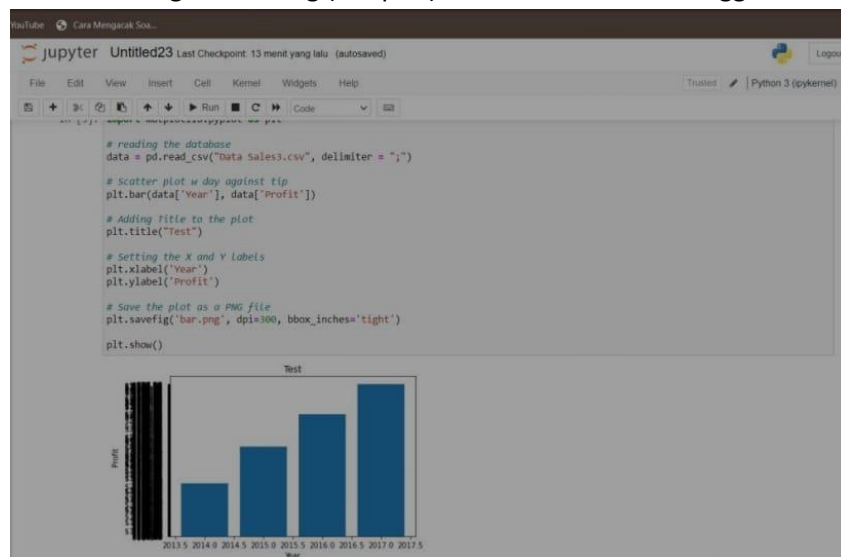 YouTube Cara Mengacak Soa...
jupyter Untitled23 Last Checkpoint: 13 menit yang lalu (autosaved)
Logou
File Edit View Insert Cell Kernel Widgets Help
Trusted Python 3 (ipykernel)
Run Code
import matplotlib.pyplot as plt
# reading the database
data = pd.read_csv("Data Sales3.csv", delimiter = ";")
# Scatter plot w day against tip
plt.bar(data['Year'], data['Profit'])
# Adding Title to the plot
plt.title("Test")
# Setting the X and Y labels
plt.xlabel('Year')
plt.ylabel('Profit')
# Save the plot as a PNG file
plt.savefig('bar.png', dpi=300, bbox_inches='tight')
plt.show()
Test
Profit
2013.5 2014.0 2014.5 2015.0 2015.5 2016.0 2016.5 2017.0 2017.5
Year